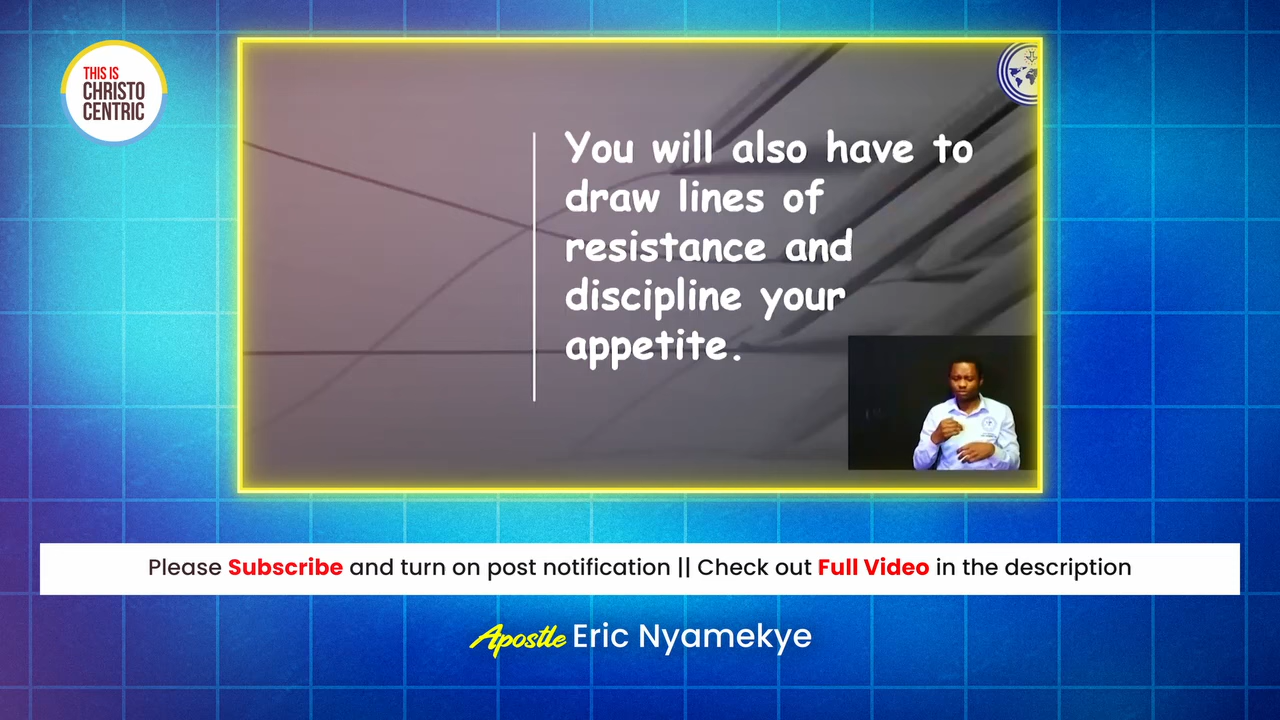 THIS IS
CHRISTO
CENTRIC
You will also have to
draw lines of
resistance and
discipline your
appetite.
Please Subscribe and turn on post notification || Check out Full Video in the description
Apostle Eric Nyamekye